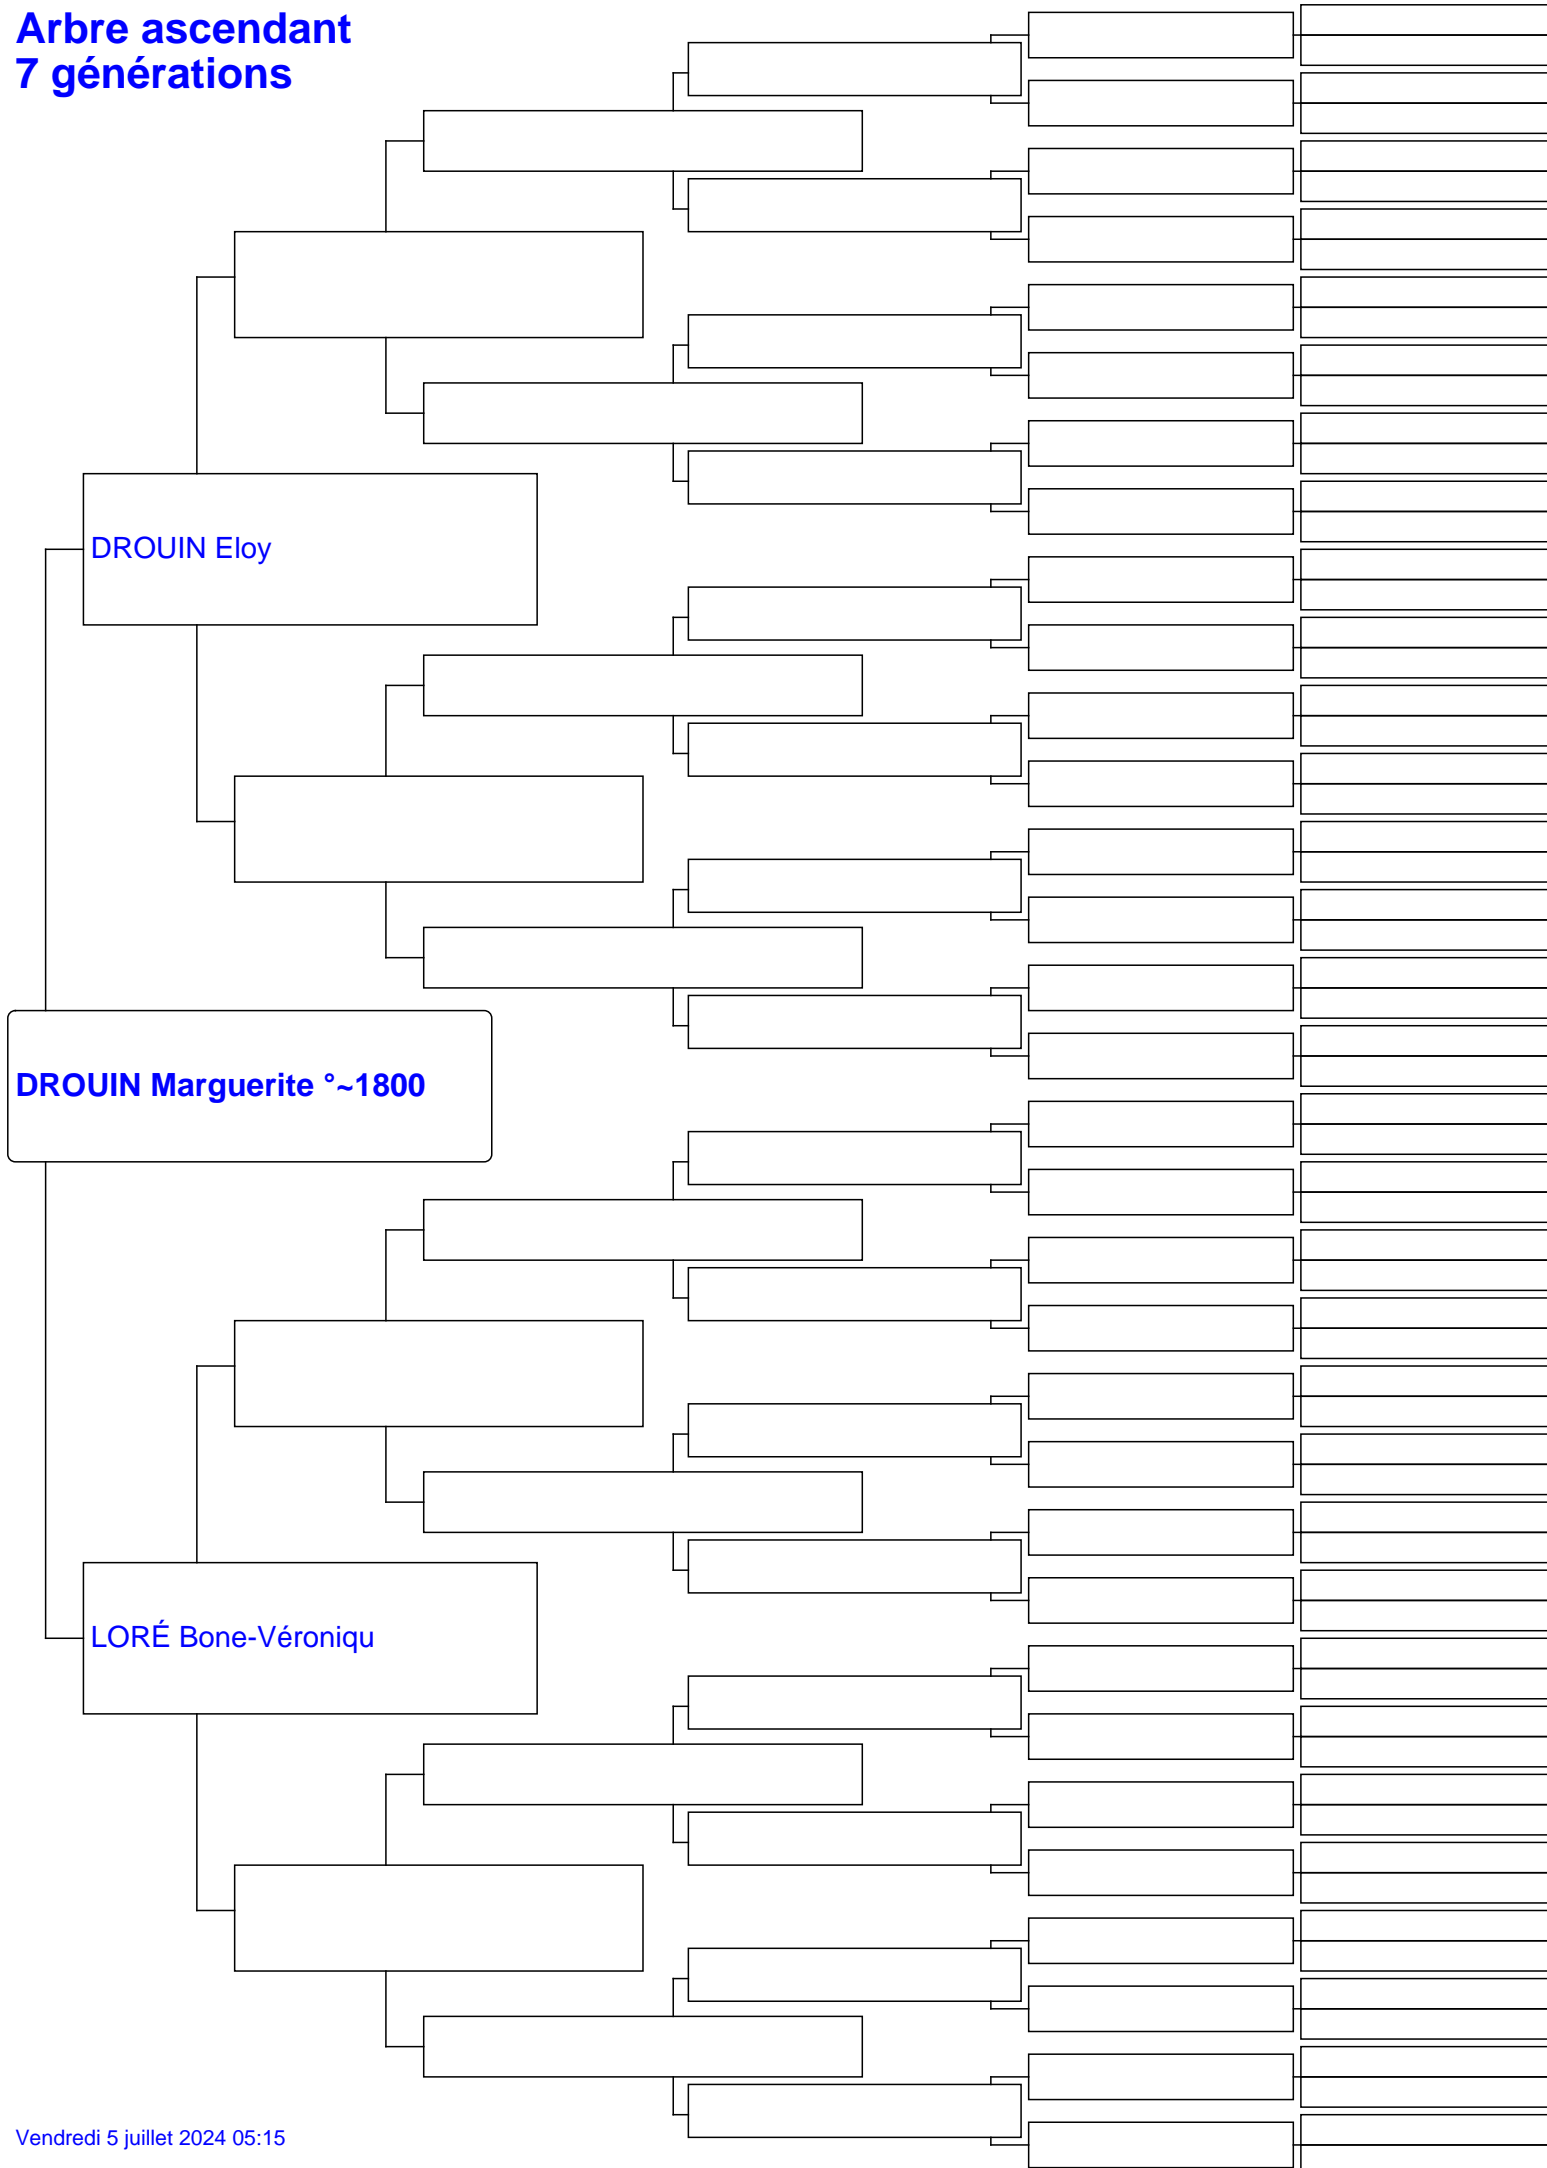 Arbre ascendant
7 générations
DROUIN Eloy
DROUIN Marguerite °~1800
LORÉ Bone-Véroniqu
Vendredi 5 juillet 2024 05:15